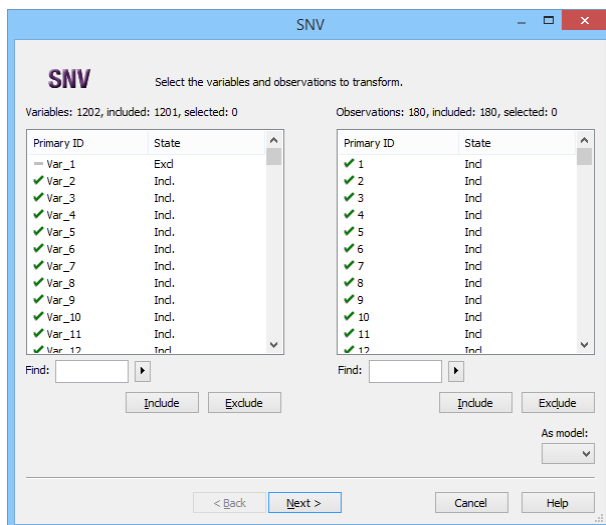 SNV
SNV
Select the variables and observations to transform.
Variables: 1202, included: 1201, selected: 0
Observations: 180, included: 180, selected: 0
Primary ID State
Var_1 Excl
Var_2 Incl.
Var_3 Incl.
Var_4 Incl.
Var_5 Incl.
Var_6 Incl.
Var_7 Incl.
Var_8 Incl.
Var_9 Incl.
Var_10 Incl.
Var_11 Incl.
Var_12 Incl
Primary ID State
1 Incl
2 Incl
3 Incl
4 Incl
5 Incl
6 Incl
7 Incl
8 Incl
9 Incl
10 Incl
11 Incl
12 Incl
Find:
Find:
Include Exclude
Include Exclude
As model:
< Back Next > Cancel Help